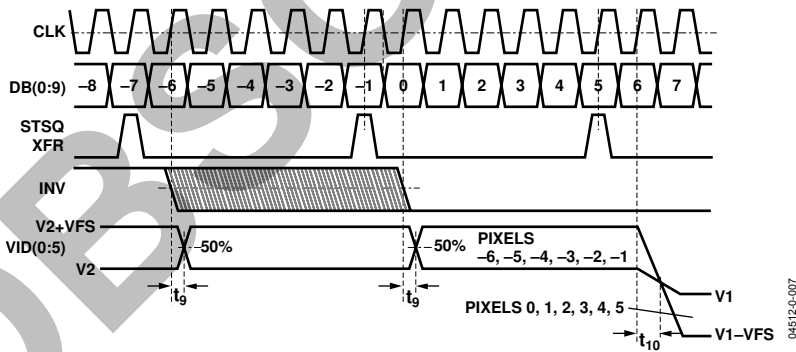 CLK
DB(0:9) –8 –7 –6 –5 –4 –3 –2 –1 0 1 2 3 4 5 6 7
STSQ
XFR
INV
V2+VFS
VID(0:5)
V2
50%
50%
PIXELS
–6, –5, –4, –3, –2, –1
t9
t9
PIXELS 0, 1, 2, 3, 4, 5
t10
V1
V1–VFS
04512-0-007